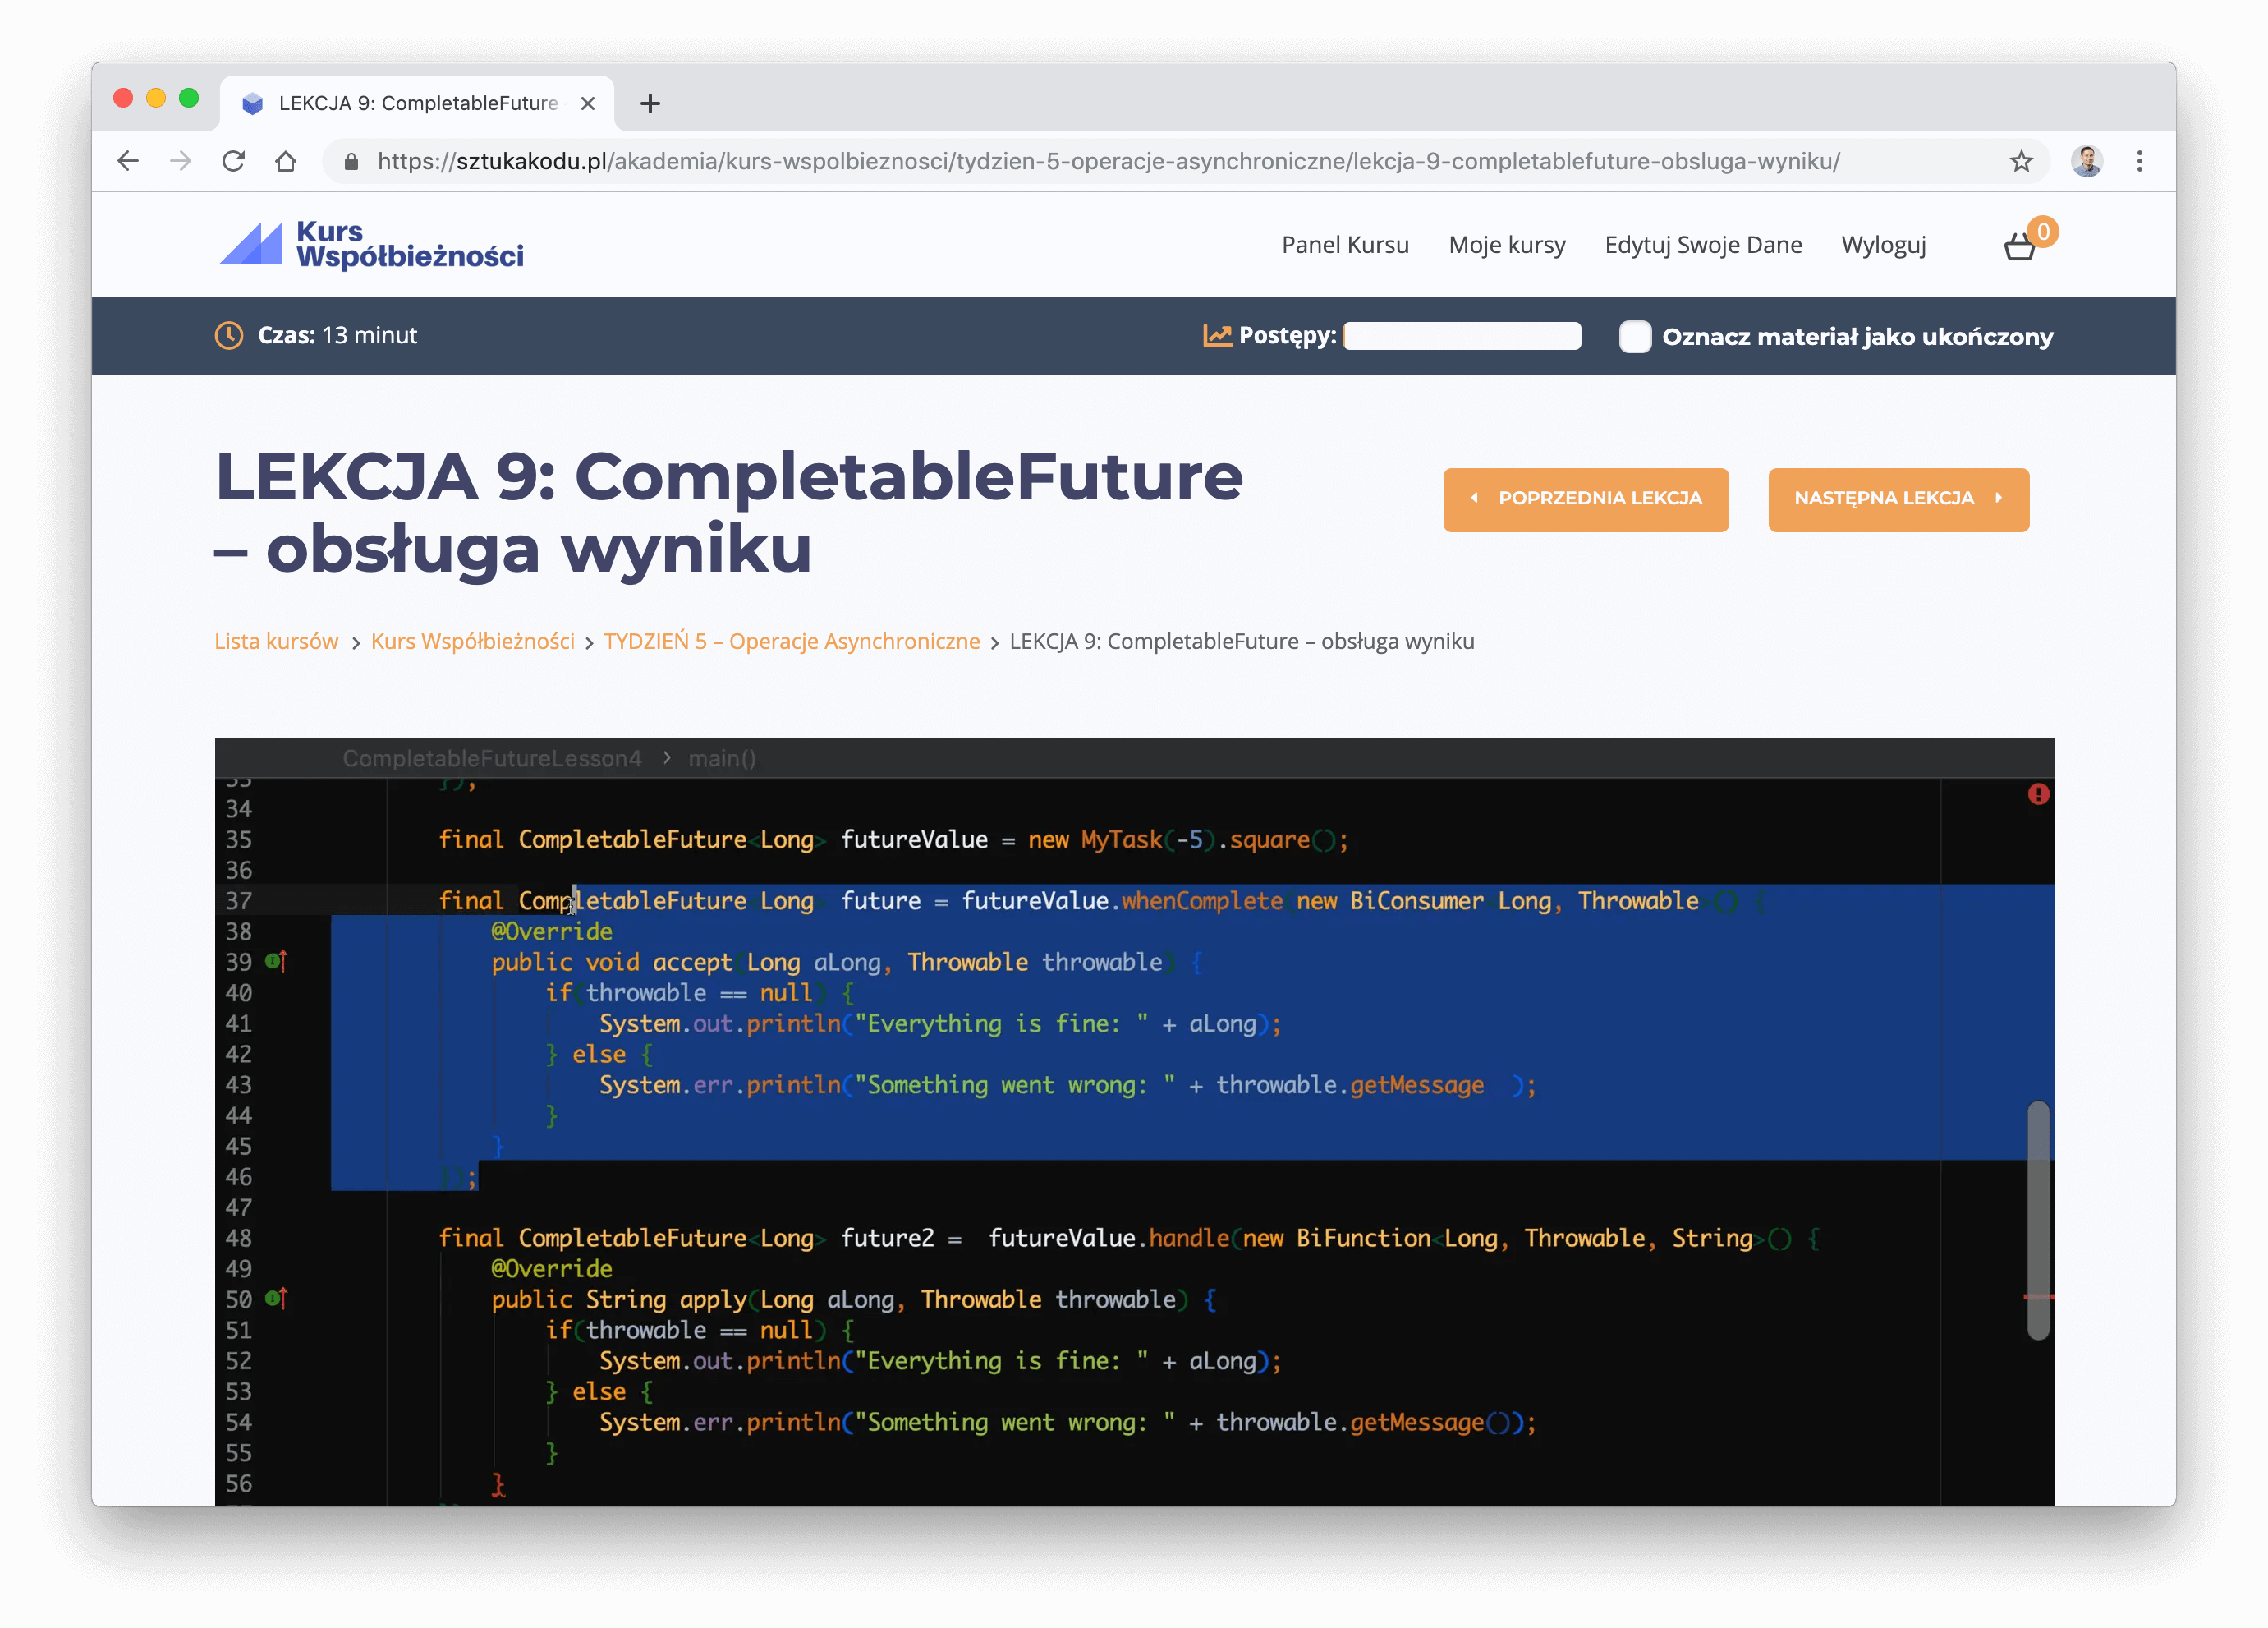 LEKCJA 9: CompletableFuture
https://sztukakodu.pl/akademia/kurs-wspolbieznosci/tydzien-5-operacje-asynchroniczne/lekcja-9-completablefuture-obsluga-wyniku/
Kurs
Współbieżności
Panel Kursu Moje kursy Edytuj Swoje Dane Wyloguj 0
Czas: 13 minut Postępy: Oznacz materiał jako ukończony
LEKCJA 9: CompletableFuture
– obsługa wyniku
POPRZEDNIA LEKCJA NASTĘPNA LEKCJA
Lista kursów > Kurs Współbieżności > TYDZIEŃ 5 – Operacje Asynchroniczne > LEKCJA 9: CompletableFuture – obsługa wyniku
CompletableFutureLesson4 > main()
33 });
34
35 final CompletableFuture<Long> futureValue = new MyTask(-5).square();
36
37 final CompletableFuture<Long> future = futureValue.whenComplete(new BiConsumer<Long, Throwable>() {
38 @Override
39 public void accept(Long aLong, Throwable throwable) {
40 if(throwable == null) {
41 System.out.println("Everything is fine: " + aLong);
42 } else {
43 System.err.println("Something went wrong: " + throwable.getMessage );
44 }
45 }
46 });
47
48 final CompletableFuture<Long> future2 = futureValue.handle(new BiFunction<Long, Throwable, String>() {
49 @Override
50 public String apply(Long aLong, Throwable throwable) {
51 if(throwable == null) {
52 System.out.println("Everything is fine: " + aLong);
53 } else {
54 System.err.println("Something went wrong: " + throwable.getMessage());
55 }
56 }